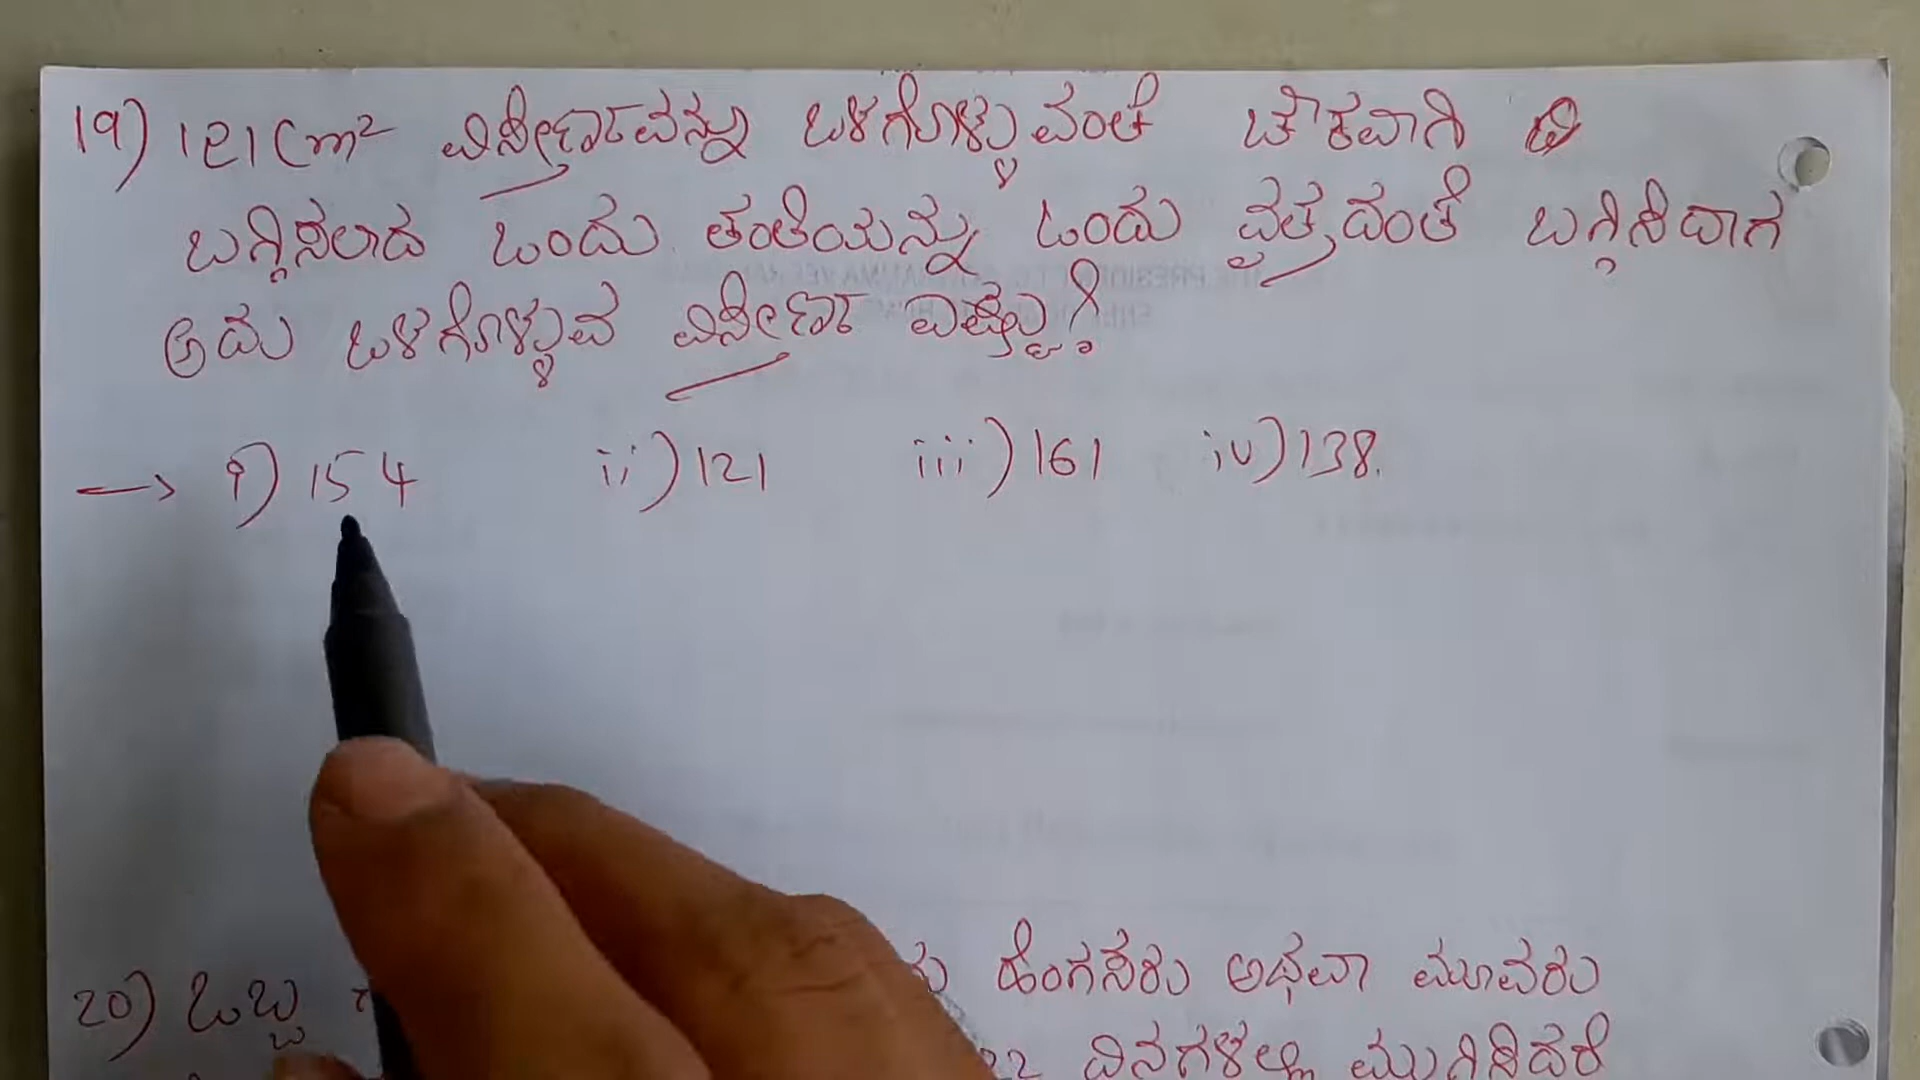 19) 121 Cm² ವಿಸ್ತೀರ್ಣವನ್ನು ಒಳಗೊಳ್ಳುವಂತೆ ಚೌಕವಾಗಿ
ಬಗ್ಗಿಸಲಾದ ಒಂದು ತಂತಿಯನ್ನು ಒಂದು ವೃತ್ತದಂತೆ ಬಗ್ಗಿಸಿದಾಗ
ಅದು ಒಳಗೊಳ್ಳುವ ವಿಸ್ತೀರ್ಣ ಎಷ್ಟು?
→ i) 154 ii) 121 iii) 161 iv) 138.
20) ಒಬ್ಬ ಹೆಂಗಸರು ಅಥವಾ ಮೂವರು
22 ದಿನಗಳಲ್ಲಿ ಮುಗಿಸಿದರೆ